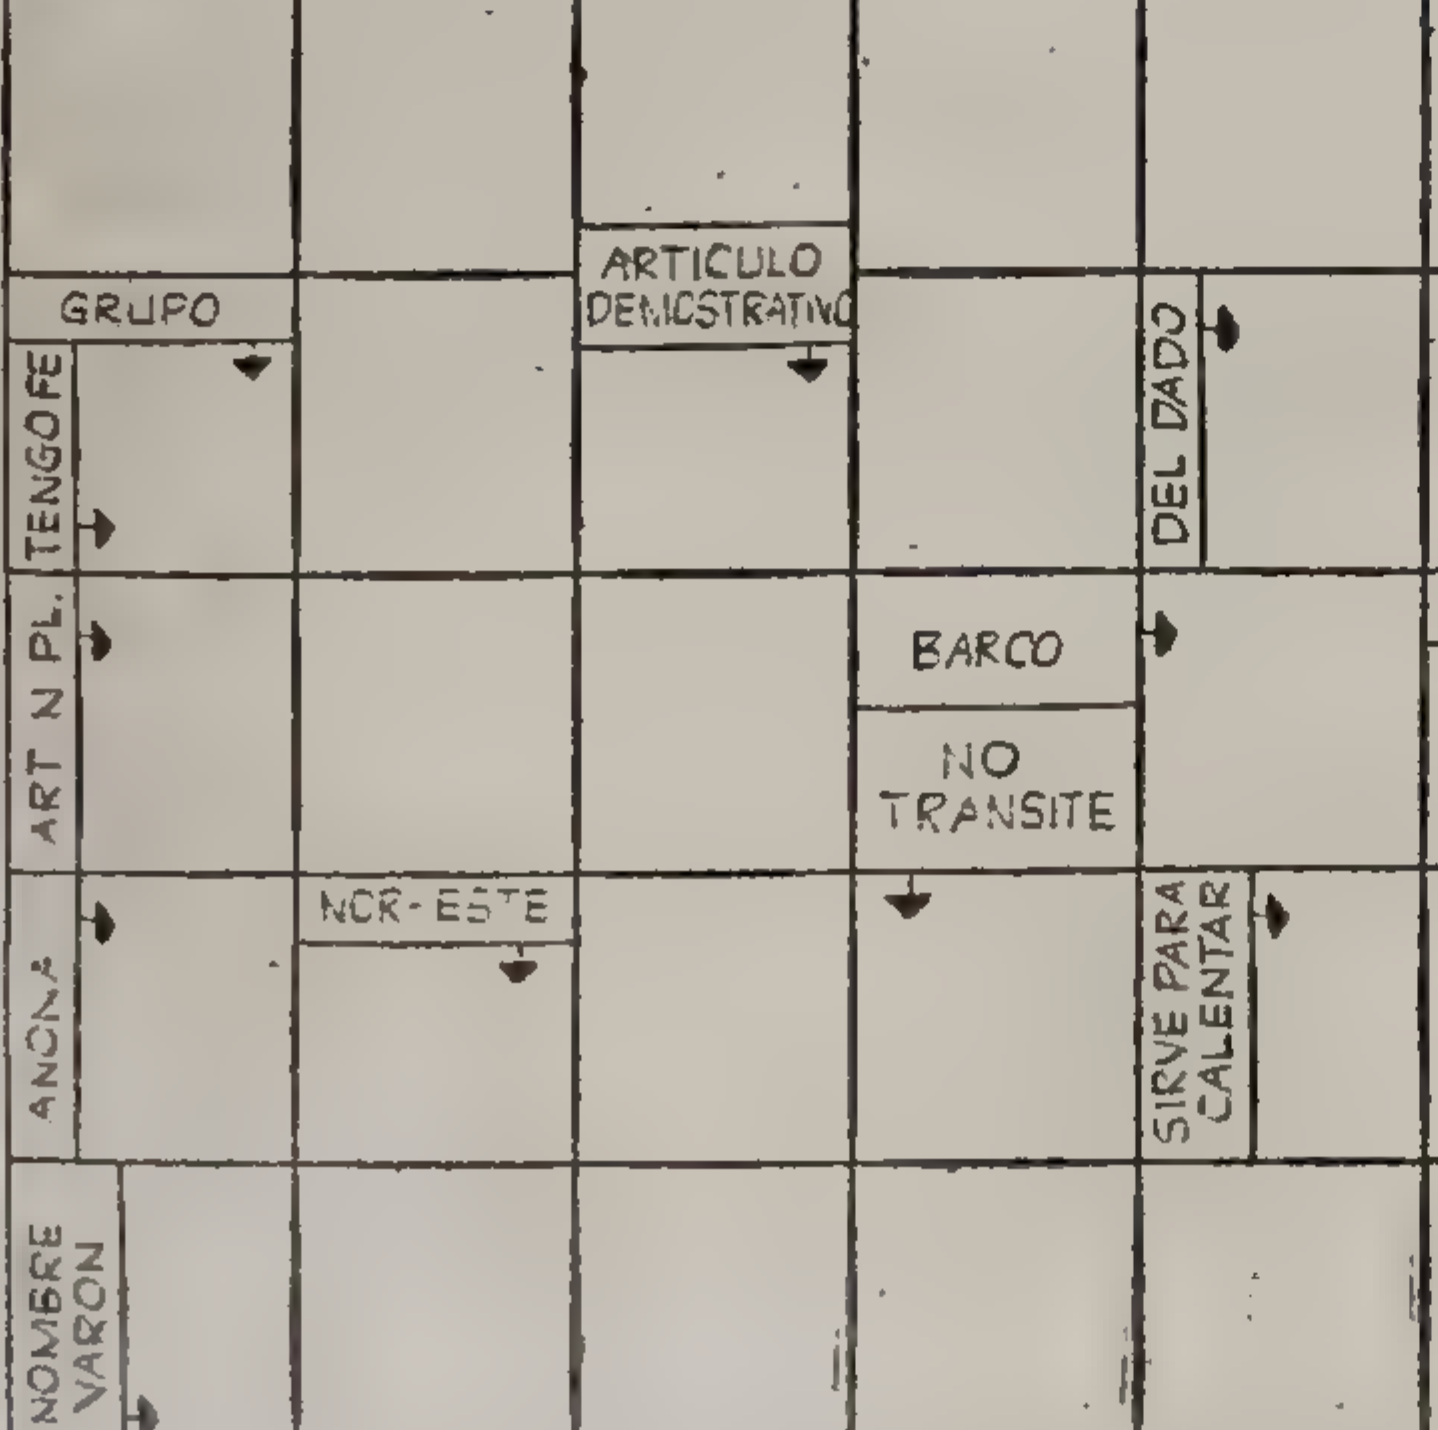 ARTICULO
DEMOSTRATIVO
GRUPO
TENGO FE
DEL DADO
ART N PL.
BARCO
NO
TRANSITE
NOR-ESTE
ANONA
SIRVE PARA
CALENTAR
NOMBRE
VARON